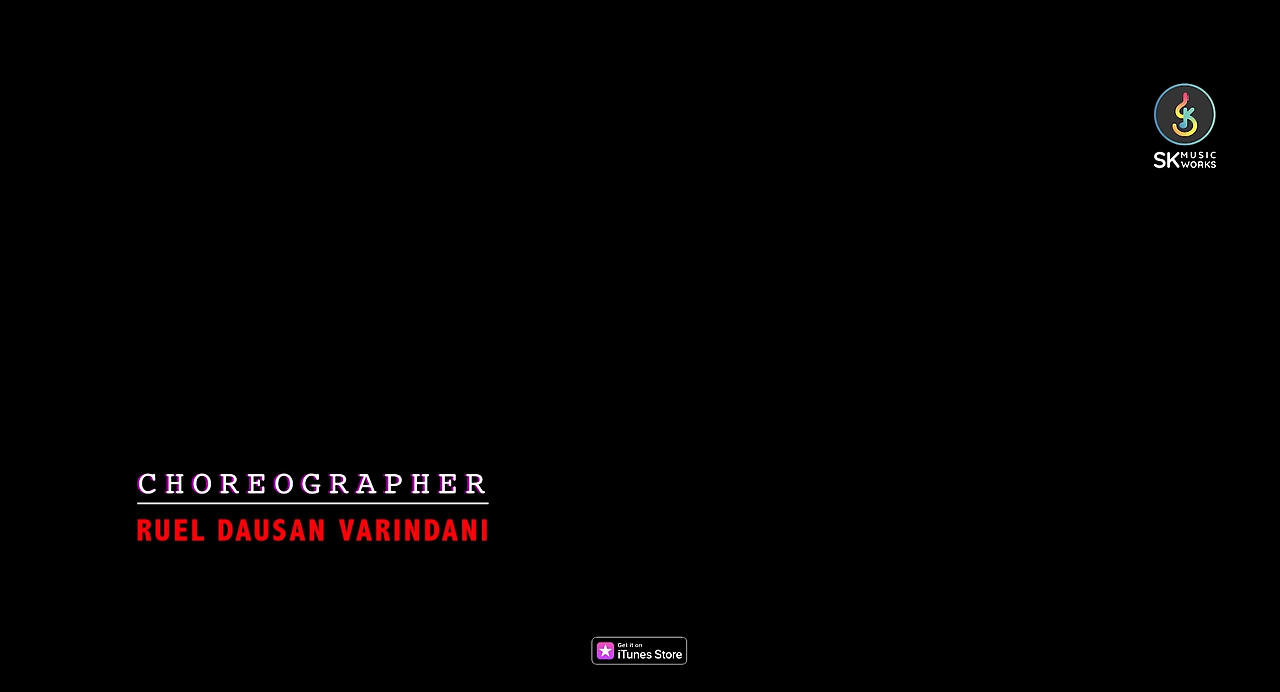 SK MUSIC WORKS
CHOREOGRAPHER
RUEL DAUSAN VARINDANI
Get it on
iTunes Store